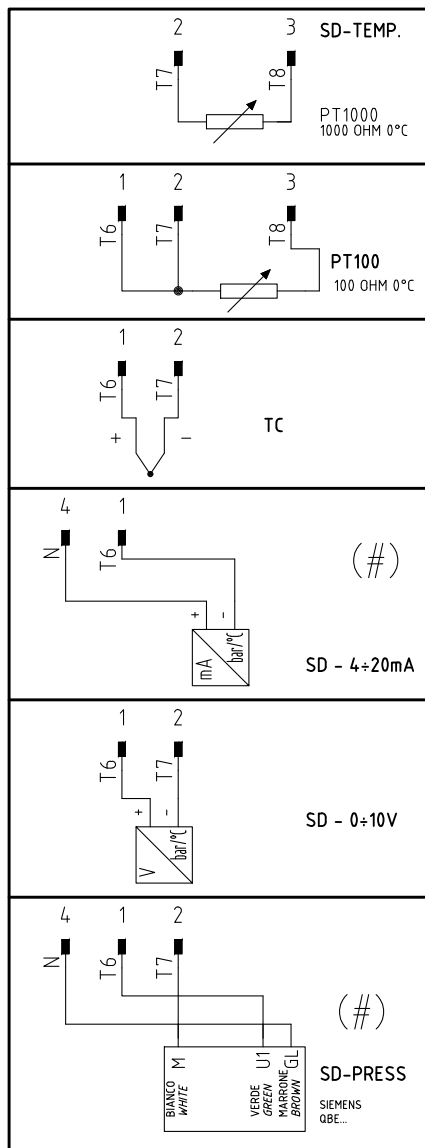 2 3 SD-TEMP.
T7 T8
PT1000
1000 OHM 0°C
1 2 3
T6 T7 T8
PT100
100 OHM 0°C
1 2
T6 T7
+ -
TC
4 1
N T6
(#)
+ -
mA bar/°C
SD - 4÷20mA
1 2
T6 T7
+ -
V bar/°C
SD - 0÷10V
4 1 2
N T6 T7
(#)
M U1 GL
BIANCO
WHITE
VERDE
GREEN
MARRONE
BROWN
SD-PRESS
SIEMENS
QBE...